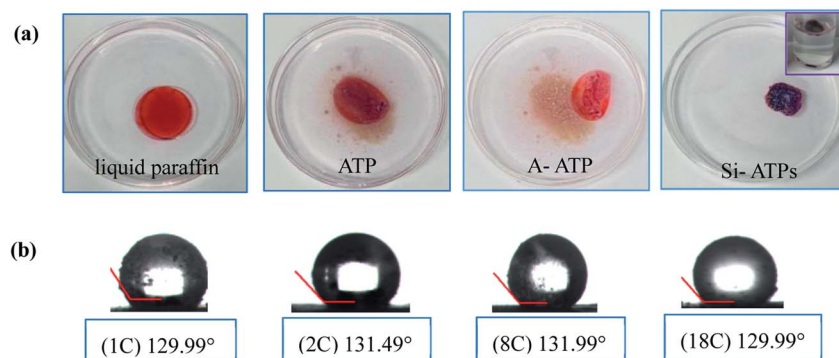 (a)
liquid paraffin
ATP
A- ATP
Si- ATPs
(b)
(1C) 129.99°
(2C) 131.49°
(8C) 131.99°
(18C) 129.99°